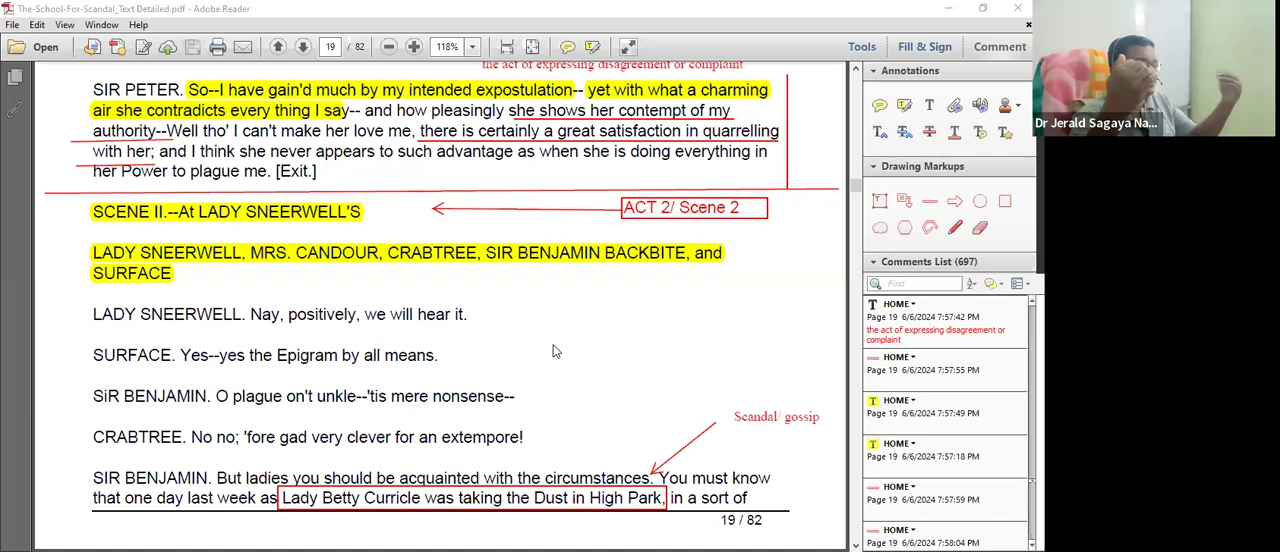 The-School-For-Scandal_Text Detailed.pdf - Adobe Reader
File Edit View Window Help
Open 19 / 82 118% Tools Fill & Sign Comment
the act of expressing disagreement or complaint
SIR PETER. So--I have gain'd much by my intended expostulation-- yet with what a charming
air she contradicts every thing I say-- and how pleasingly she shows her contempt of my
authority--Well tho' I can't make her love me, there is certainly a great satisfaction in quarrelling
with her; and I think she never appears to such advantage as when she is doing everything in
her Power to plague me. [Exit.]
SCENE II.--At LADY SNEERWELL'S
ACT 2/ Scene 2
LADY SNEERWELL, MRS. CANDOUR, CRABTREE, SIR BENJAMIN BACKBITE, and
SURFACE
LADY SNEERWELL. Nay, positively, we will hear it.
SURFACE. Yes--yes the Epigram by all means.
SiR BENJAMIN. O plague on't unkle--'tis mere nonsense--
Scandal/ gossip
CRABTREE. No no; 'fore gad very clever for an extempore!
SIR BENJAMIN. But ladies you should be acquainted with the circumstances. You must know
that one day last week as Lady Betty Curricle was taking the Dust in High Park, in a sort of
19 / 82
Dr Jerald Sagaya Na...
Annotations
Drawing Markups
Comments List (697)
Find
HOME
Page 19 6/6/2024 7:57:42 PM
the act of expressing disagreement or
complaint
HOME
Page 19 6/6/2024 7:57:55 PM
HOME
Page 19 6/6/2024 7:57:49 PM
HOME
Page 19 6/6/2024 7:57:18 PM
HOME
Page 19 6/6/2024 7:57:59 PM
HOME
Page 19 6/6/2024 7:58:04 PM